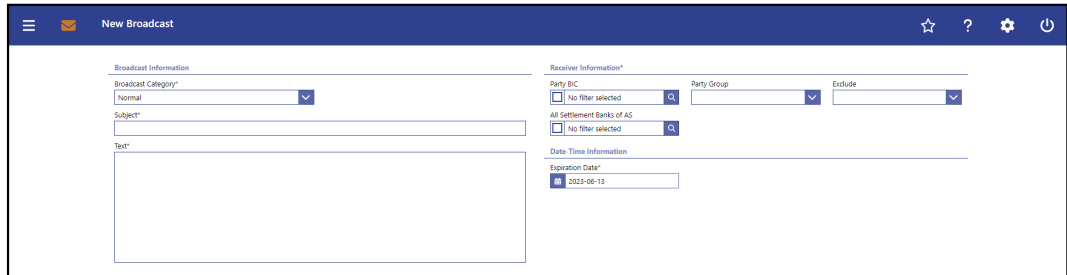 New Broadcast
?
Broadcast Information
Broadcast Category*
Normal
Subject*
Text*
Receiver Information*
Party BIC
Party Group
Exclude
No filter selected
All Settlement Banks of AS
No filter selected
Date-Time Information
Expiration Date*
2023-06-13